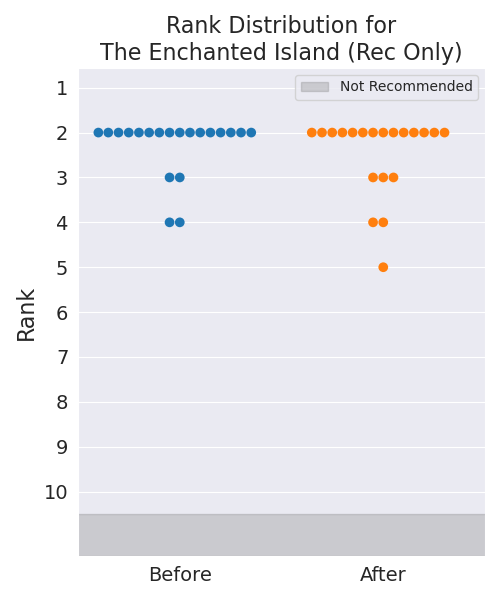 Rank Distribution for
The Enchanted Island (Rec Only)
Not Recommended
1
2
3
4
5
6
7
8
9
10
Rank
Before
After